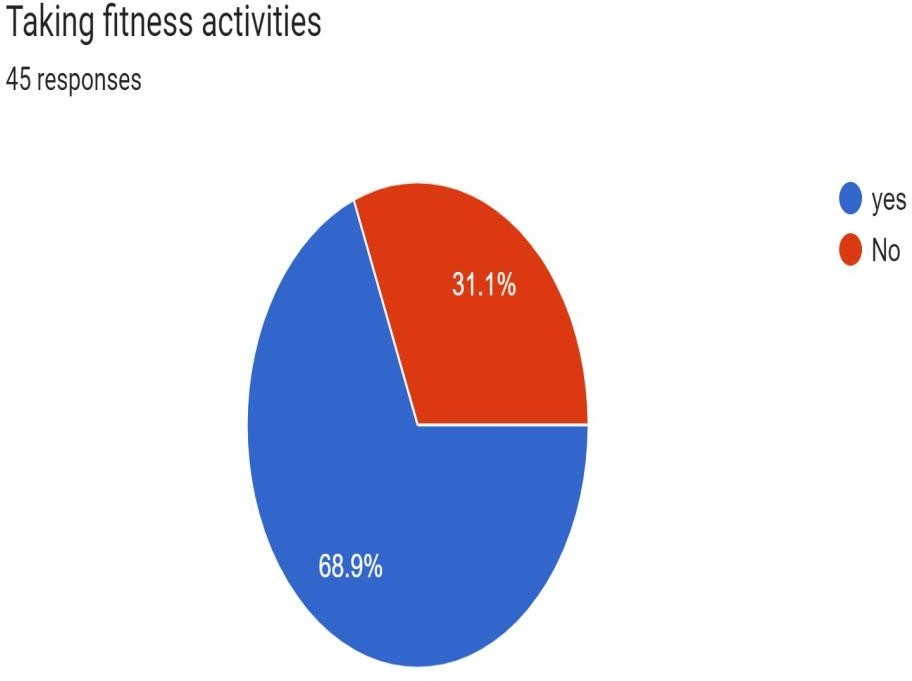 Taking fitness activities
45 responses
yes
No
31.1%
68.9%